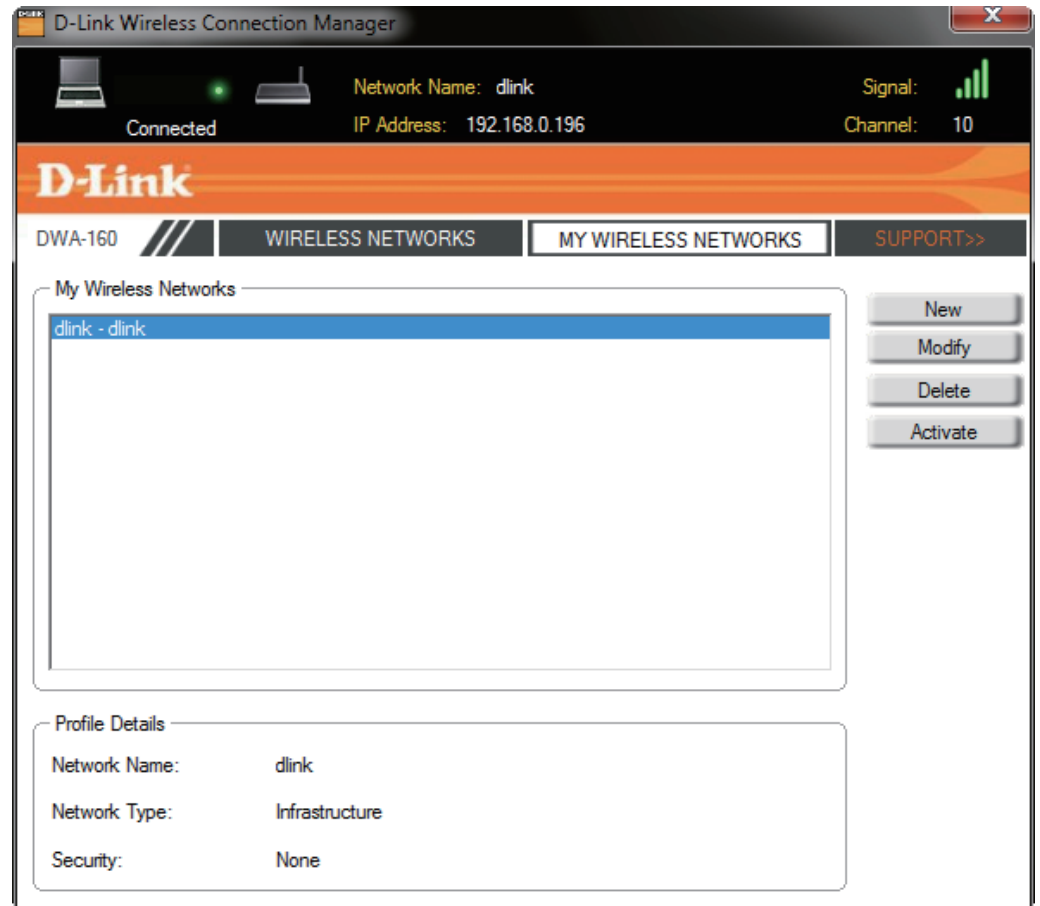 D-Link Wireless Connection Manager
Network Name: dlink
Signal:
Connected
IP Address: 192.168.0.196
Channel: 10
D-Link
DWA-160
WIRELESS NETWORKS
MY WIRELESS NETWORKS
SUPPORT>>
My Wireless Networks
dlink - dlink
New
Modify
Delete
Activate
Profile Details
Network Name: dlink
Network Type: Infrastructure
Security: None